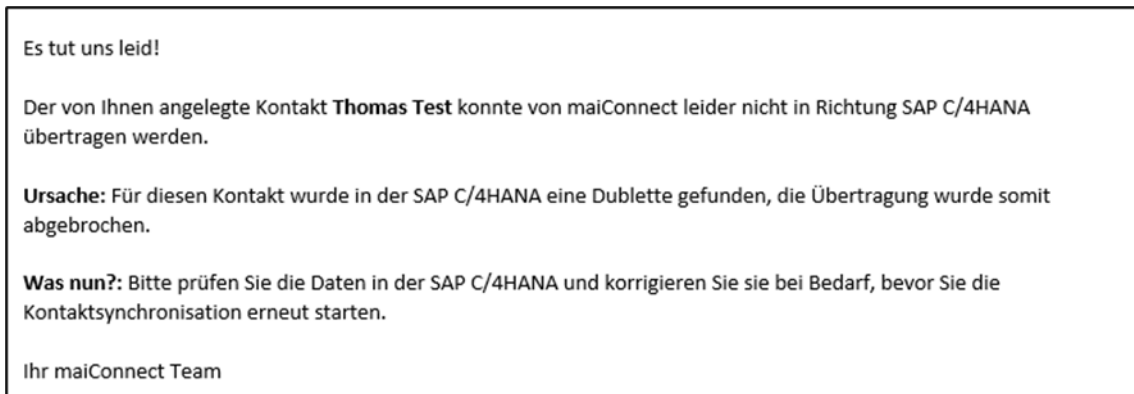 Es tut uns leid!
Der von Ihnen angelegte Kontakt Thomas Test konnte von maiConnect leider nicht in Richtung SAP C/4HANA
übertragen werden.
Ursache: Für diesen Kontakt wurde in der SAP C/4HANA eine Dublette gefunden, die Übertragung wurde somit
abgebrochen.
Was nun?: Bitte prüfen Sie die Daten in der SAP C/4HANA und korrigieren Sie sie bei Bedarf, bevor Sie die
Kontaktsynchronisation erneut starten.
Ihr maiConnect Team